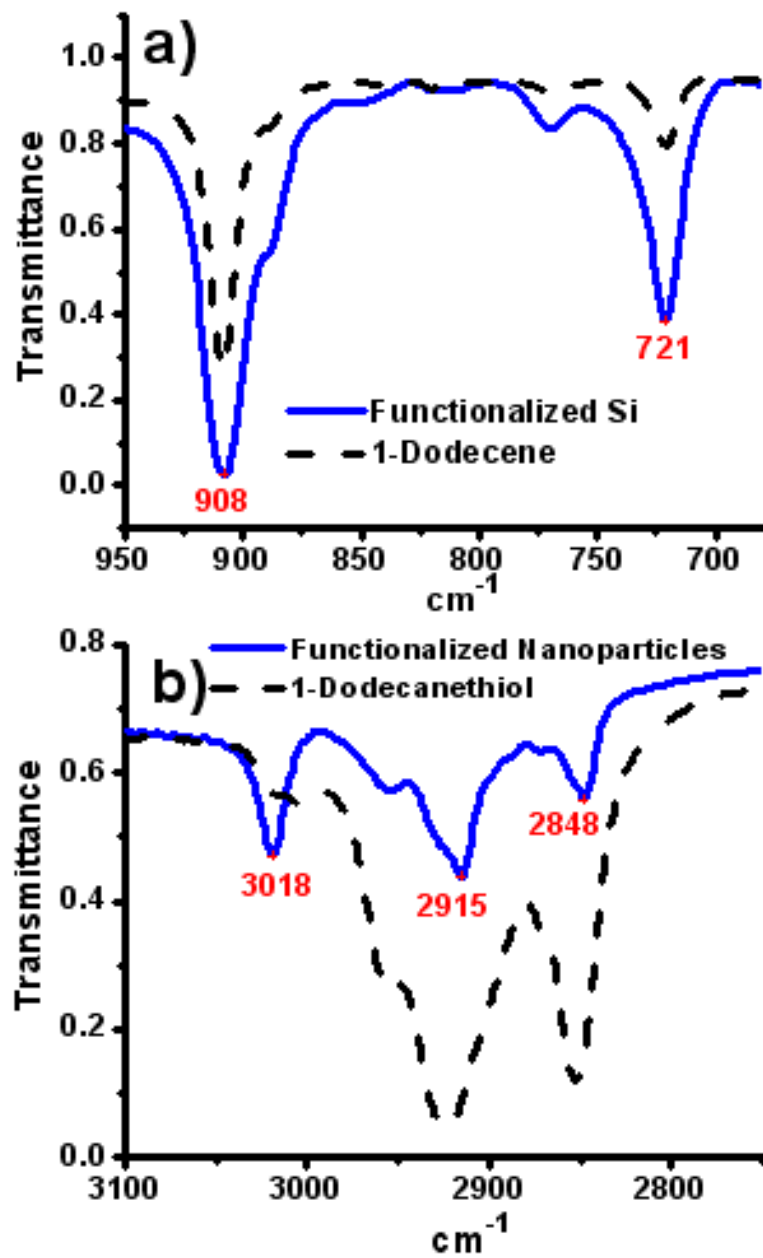 a)
1.0
0.8
0.6
0.4
0.2
0.0
Transmittance
721
908
Functionalized Si
1-Dodecene
950 900 850 800 750 700
cm-1
b)
0.8
0.6
0.4
0.2
0.0
Transmittance
Functionalized Nanoparticles
1-Dodecanethiol
2848
3018
2915
3100 3000 2900 2800
cm-1